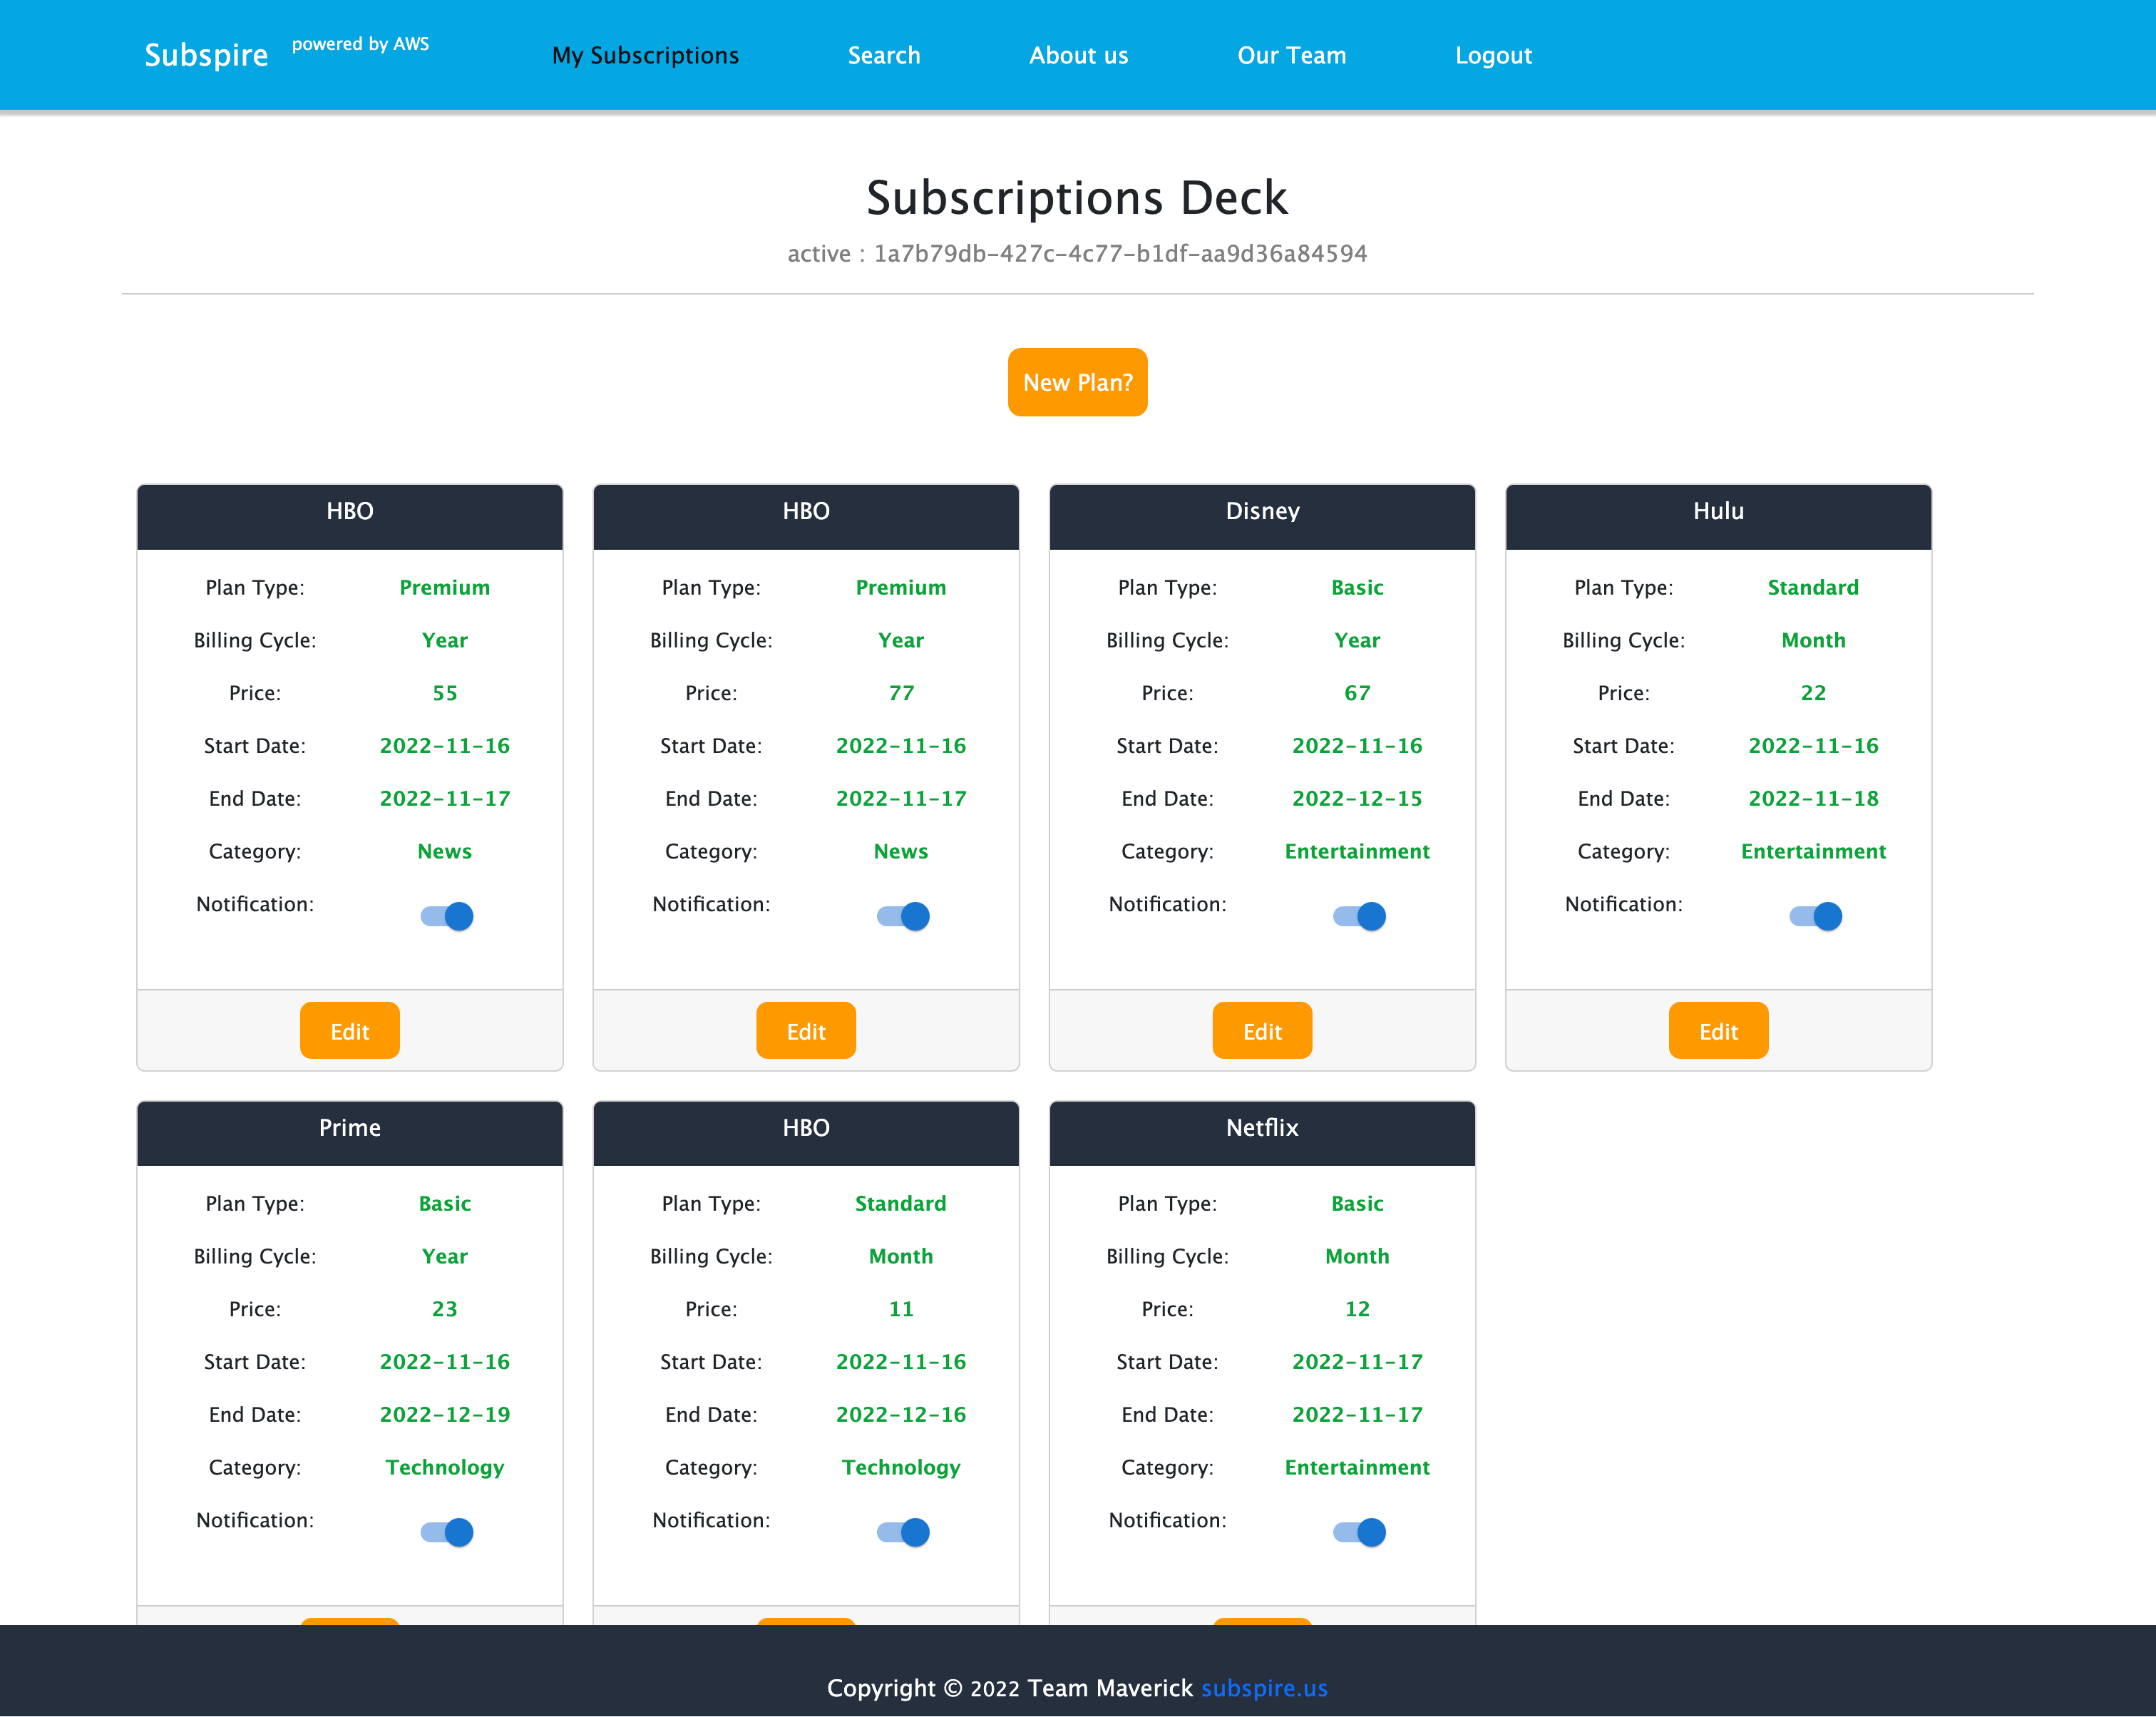 Subspire powered by AWS My Subscriptions Search About us Our Team Logout
Subscriptions Deck
active : 1a7b79db-427c-4c77-b1df-aa9d36a84594
New Plan?
HBO
Plan Type: Premium
Billing Cycle: Year
Price: 55
Start Date: 2022-11-16
End Date: 2022-11-17
Category: News
Notification:
Edit
HBO
Plan Type: Premium
Billing Cycle: Year
Price: 77
Start Date: 2022-11-16
End Date: 2022-11-17
Category: News
Notification:
Edit
Disney
Plan Type: Basic
Billing Cycle: Year
Price: 67
Start Date: 2022-11-16
End Date: 2022-12-15
Category: Entertainment
Notification:
Edit
Hulu
Plan Type: Standard
Billing Cycle: Month
Price: 22
Start Date: 2022-11-16
End Date: 2022-11-18
Category: Entertainment
Notification:
Edit
Prime
Plan Type: Basic
Billing Cycle: Year
Price: 23
Start Date: 2022-11-16
End Date: 2022-12-19
Category: Technology
Notification:
HBO
Plan Type: Standard
Billing Cycle: Month
Price: 11
Start Date: 2022-11-16
End Date: 2022-12-16
Category: Technology
Notification:
Netflix
Plan Type: Basic
Billing Cycle: Month
Price: 12
Start Date: 2022-11-17
End Date: 2022-11-17
Category: Entertainment
Notification:
Copyright © 2022 Team Maverick subspire.us